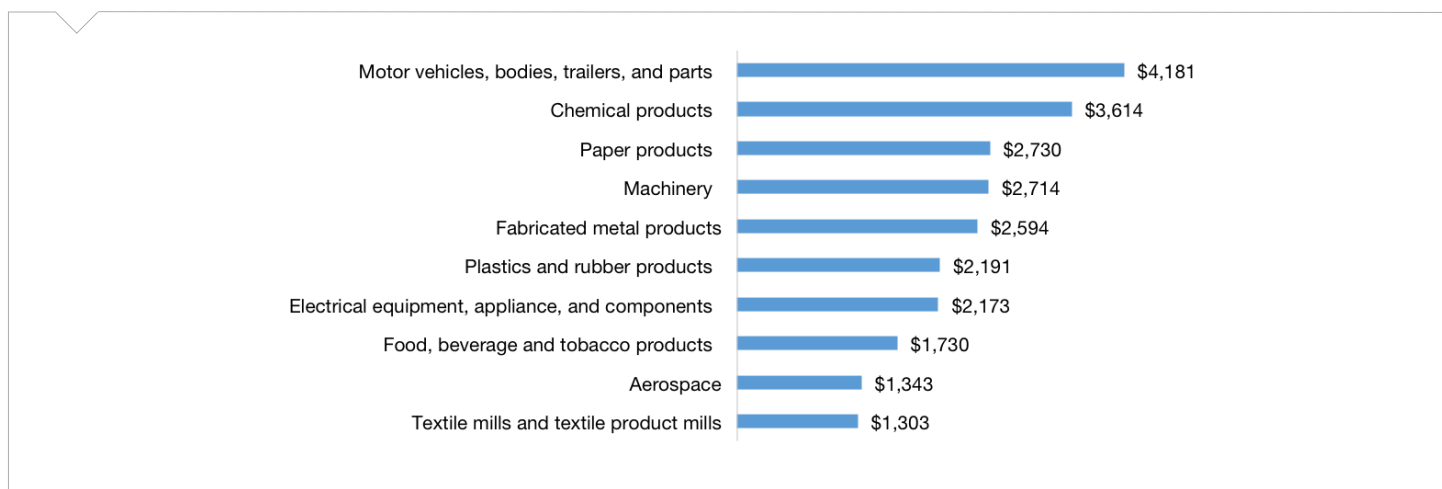 Motor vehicles, bodies, trailers, and parts $4,181
Chemical products $3,614
Paper products $2,730
Machinery $2,714
Fabricated metal products $2,594
Plastics and rubber products $2,191
Electrical equipment, appliance, and components $2,173
Food, beverage and tobacco products $1,730
Aerospace $1,343
Textile mills and textile product mills $1,303